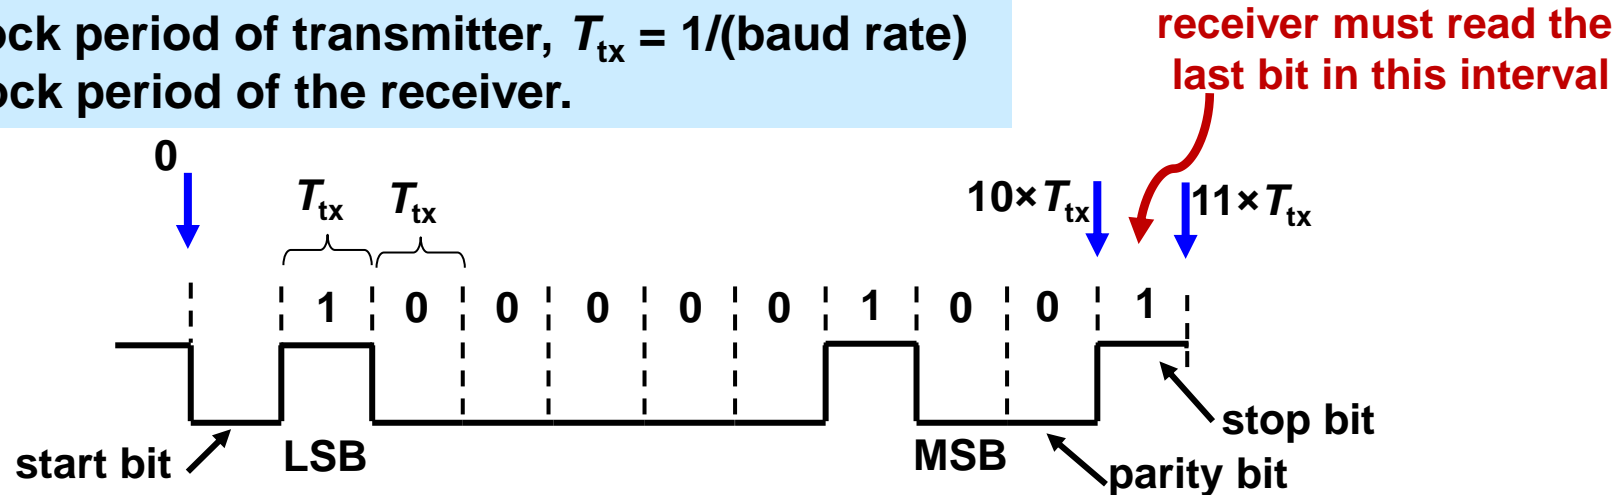 ock period of transmitter, Ttx = 1/(baud rate)
ock period of the receiver.
receiver must read the
last bit in this interval
0
Ttx Ttx
10×Ttx 11×Ttx
1 0 0 0 0 0 1 0 0 1
start bit LSB MSB parity bit stop bit